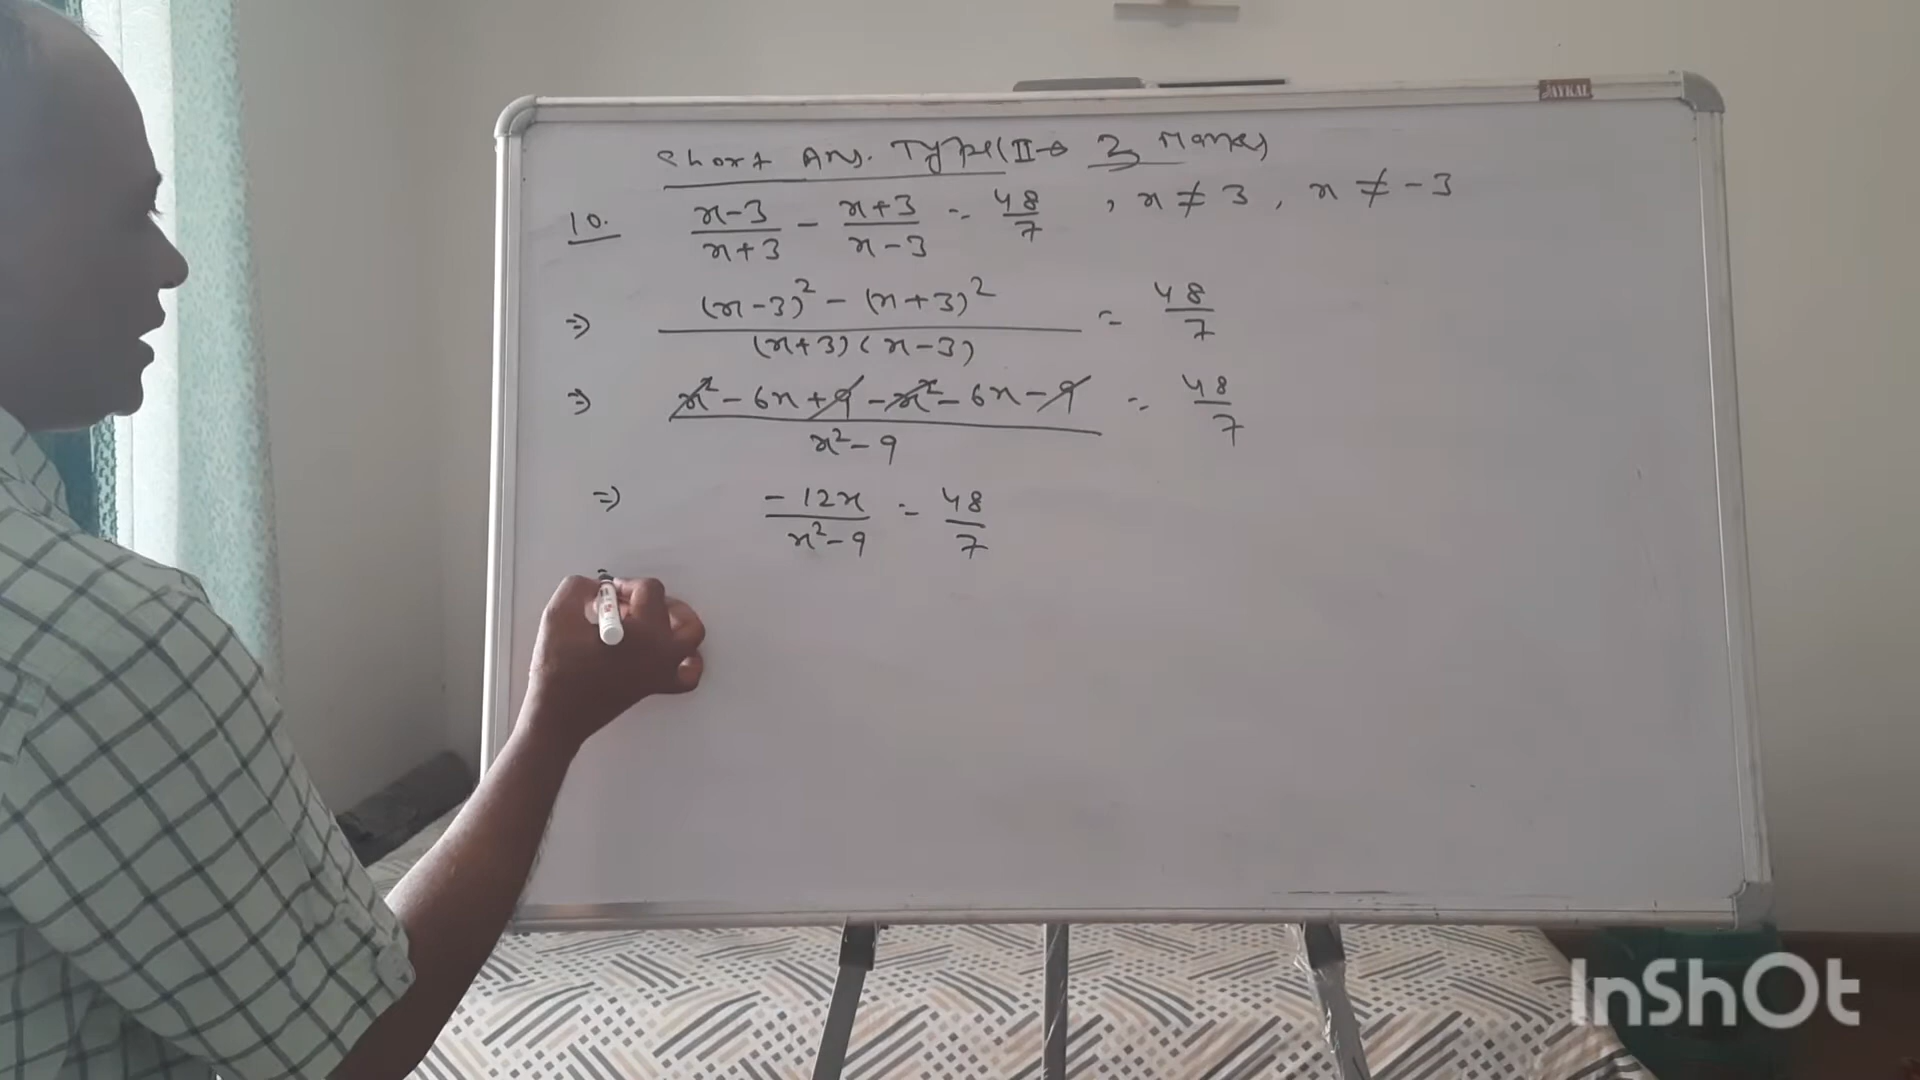 JAYKAL
Short Ans. Type(II → 3 Marks)
10. x-3/x+3 - x+3/x-3 = 48/7 , x ≠ 3 , x ≠ -3
⇒ (x-3)² - (x+3)² / (x+3)(x-3) = 48/7
⇒ x² - 6x + 9 - x² - 6x - 9 / x² - 9 = 48/7
⇒ -12x / x² - 9 = 48/7
InShOt